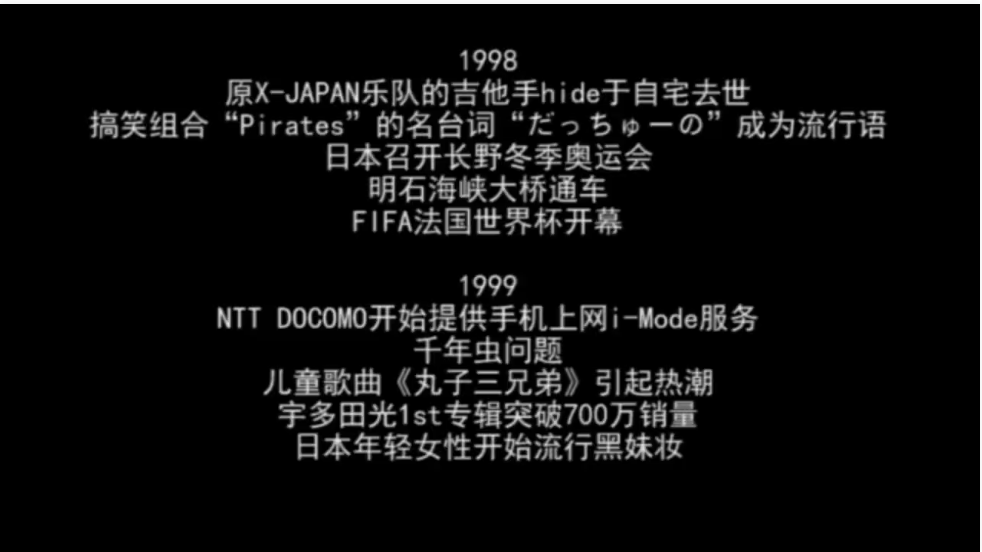 1998
原X-JAPAN乐队的吉他手hide于自宅去世
搞笑组合“Pirates”的名台词“だっちゅーの”成为流行语
日本召开长野冬季奥运会
明石海峡大桥通车
FIFA法国世界杯开幕
1999
NTT DOCOMO开始提供手机上网i-Mode服务
千年虫问题
儿童歌曲《丸子三兄弟》引起热潮
宇多田光1st专辑突破700万销量
日本年轻女性开始流行黑妹妆